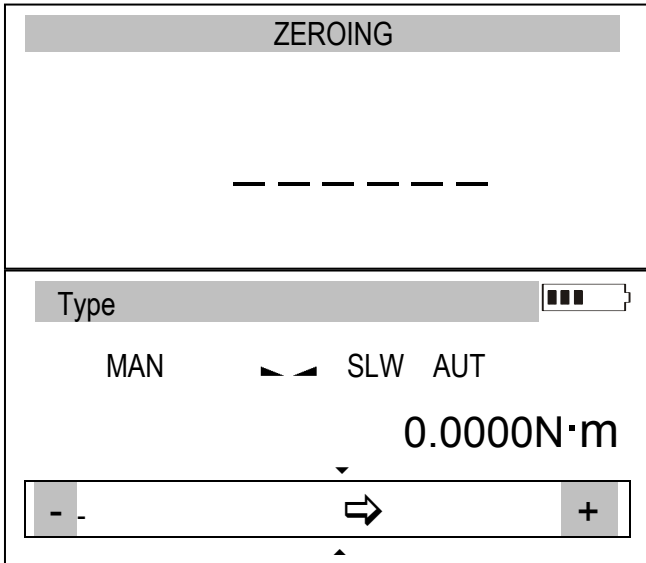 ZEROING
_ _ _ _ _ _
Type
MAN SLW AUT
0.0000N·m
- - +